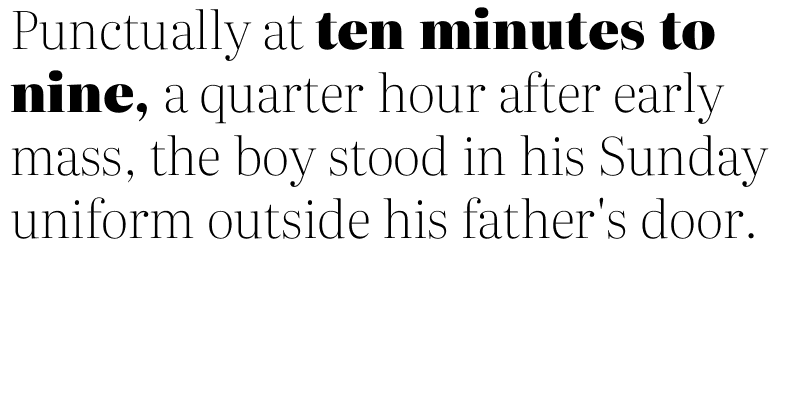 Punctually at ten minutes to
nine, a quarter hour after early
mass, the boy stood in his Sunday
uniform outside his father's door.